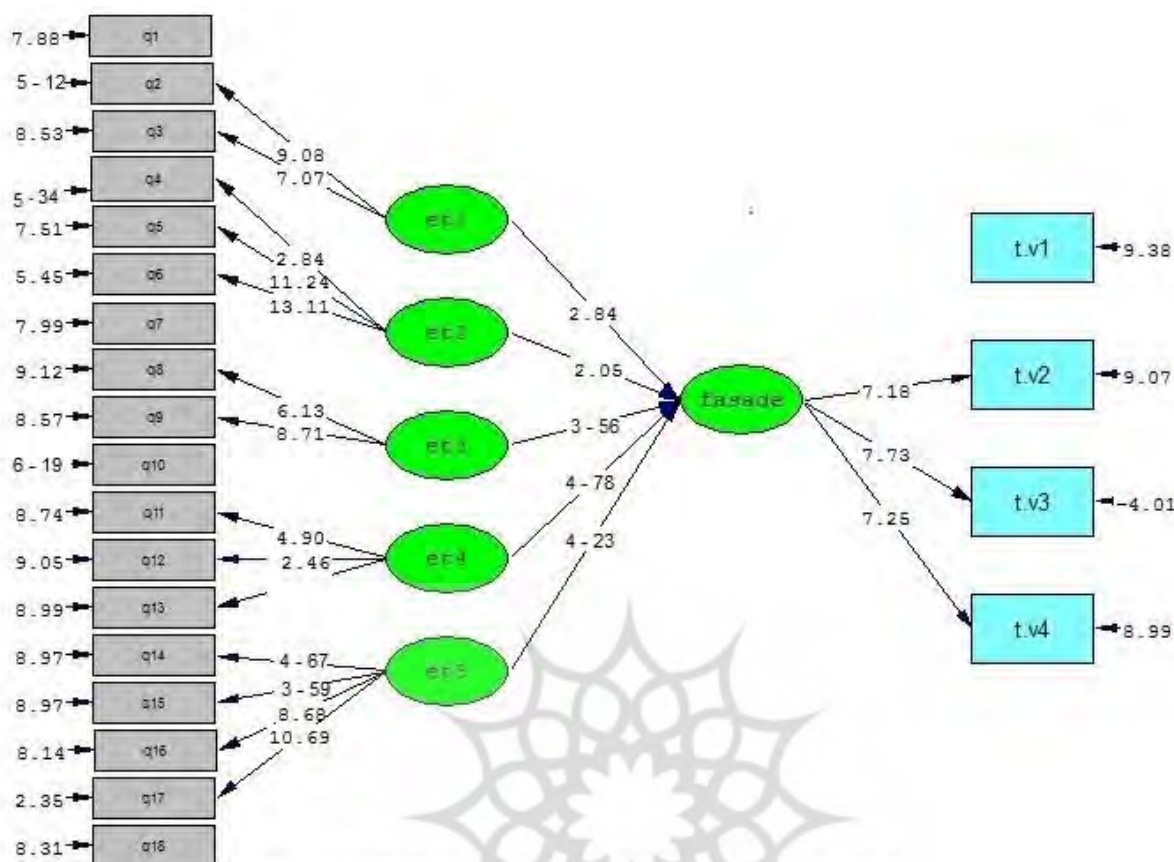 7.88 q1
5-12 q2
8.53 q3
5-34 q4
7.51 q5
5.45 q6
7.99 q7
9.12 q8
8.57 q9
6-19 q10
8.74 q11
9.05 q12
8.99 q13
8.97 q14
8.97 q15
8.14 q16
2.35 q17
8.31 q18
9.08
7.07
2.84
11.24
13.11
6.13
8.71
4.90
2.46
4-67
3-59
8.68
10.69
et2
et4
et5
2.84
2.05
3-56
4-78
4-23
fasade
7.18
7.73
7.25
t.v1 9.38
t.v2 9.07
t.v3 -4.01
t.v4 8.99